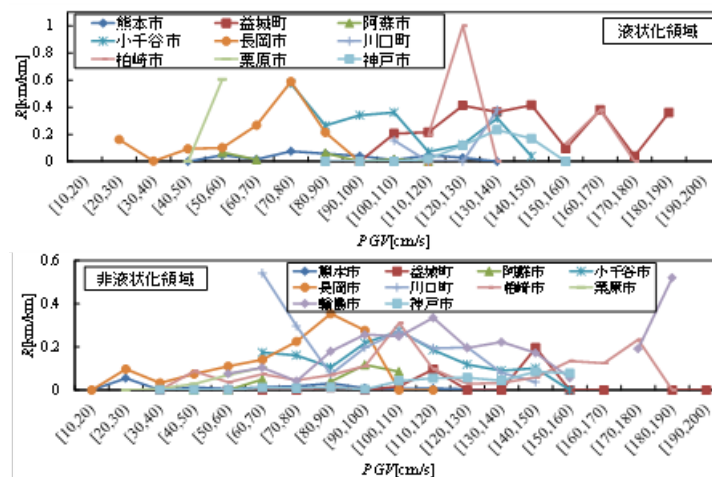 熊本市 益城町 阿蘇市
小千谷市 長岡市 川口町
柏崎市 栗原市 神戸市
液状化領域
R[km/km]
1
0.8
0.6
0.4
0.2
0
[10,20) [20,30) [30,40) [40,50) [50,60) [60,70) [70,80) [80,90) [90,100) [100,110) [110,120) [120,130) [130,140) [140,150) [150,160) [160,170) [170,180) [180,190) [190,200)
PGV[cm/s]
非液状化領域
熊本市 益城町 阿蘇市 小千谷市
長岡市 川口町 柏崎市 栗原市
輪島市 神戸市
R[km/km]
0.6
0.4
0.2
0
[10,20) [20,30) [30,40) [40,50) [50,60) [60,70) [70,80) [80,90) [90,100) [100,110) [110,120) [120,130) [130,140) [140,150) [150,160) [160,170) [170,180) [180,190) [190,200)
PGV[cm/s]